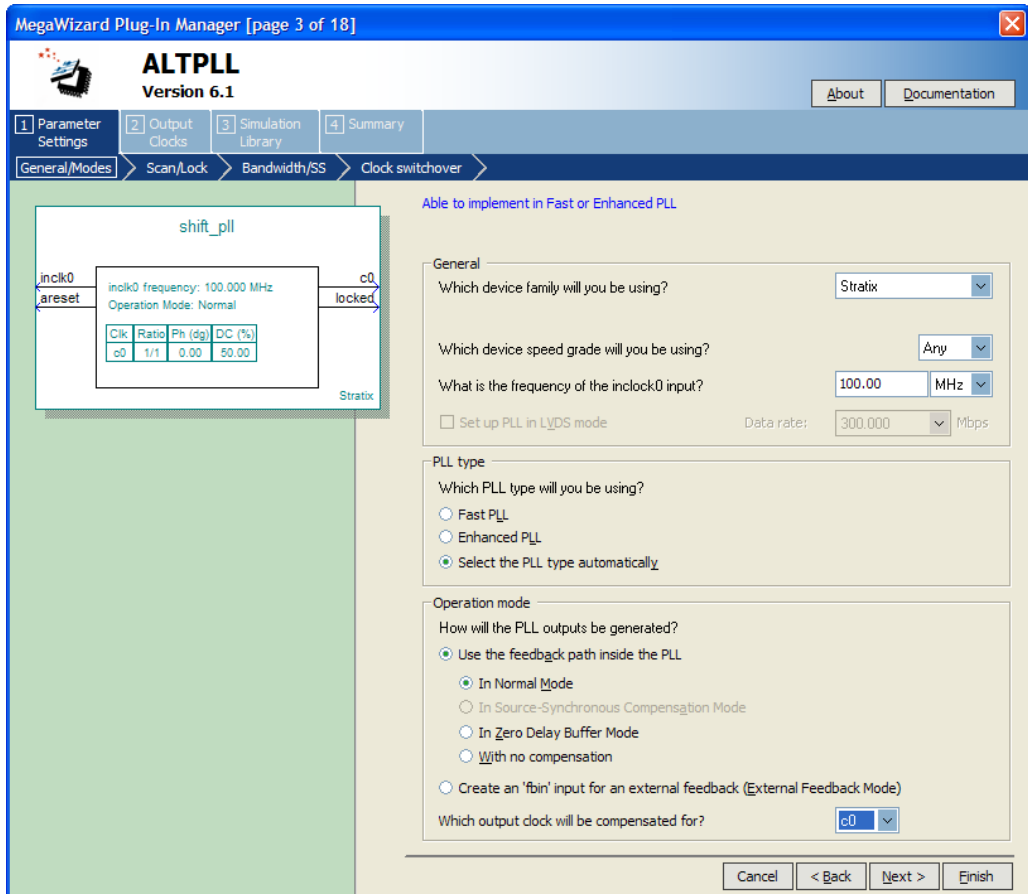 MegaWizard Plug-In Manager [page 3 of 18]
ALTPLL
Version 6.1
About
Documentation
1 Parameter Settings
2 Output Clocks
3 Simulation Library
4 Summary
General/Modes
Scan/Lock
Bandwidth/SS
Clock switchover
shift_pll
inclk0
areset
c0
locked
inclk0 frequency: 100.000 MHz
Operation Mode: Normal
Clk Ratio Ph (dg) DC (%)
c0 1/1 0.00 50.00
Stratix
Able to implement in Fast or Enhanced PLL
General
Which device family will you be using? Stratix
Which device speed grade will you be using? Any
What is the frequency of the inclock0 input? 100.00 MHz
Set up PLL in LVDS mode Data rate: 300.000 Mbps
PLL type
Which PLL type will you be using?
Fast PLL
Enhanced PLL
Select the PLL type automatically
Operation mode
How will the PLL outputs be generated?
Use the feedback path inside the PLL
In Normal Mode
In Source-Synchronous Compensation Mode
In Zero Delay Buffer Mode
With no compensation
Create an 'fbin' input for an external feedback (External Feedback Mode)
Which output clock will be compensated for? c0
Cancel
< Back
Next >
Finish